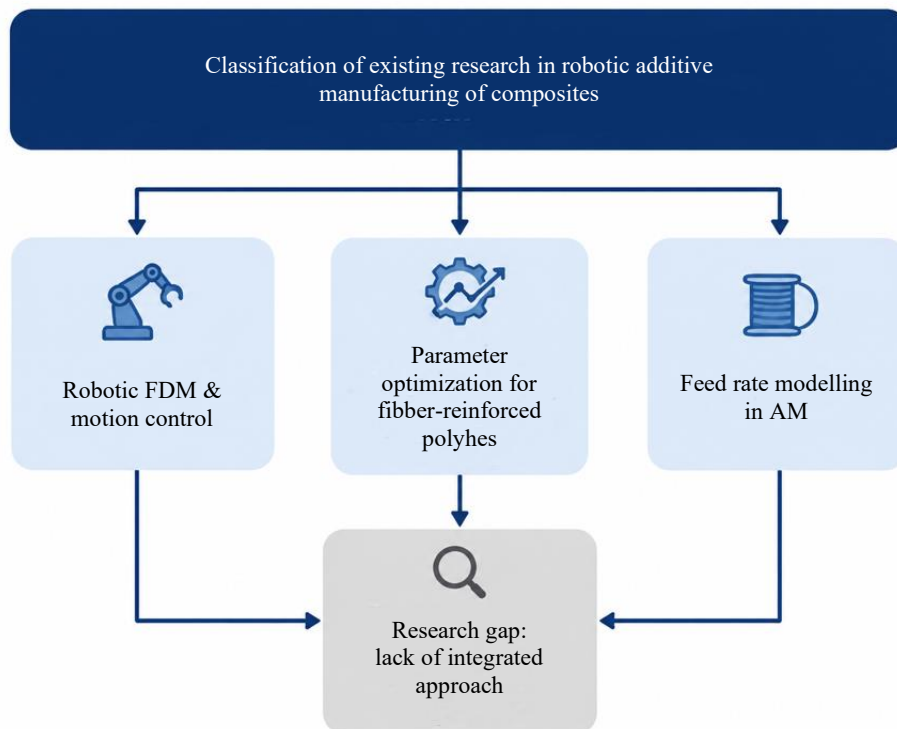 Classification of existing research in robotic additive
manufacturing of composites
Robotic FDM &
motion control
Parameter
optimization for
fibber-reinforced
polyhes
Feed rate modelling
in AM
Research gap:
lack of integrated
approach